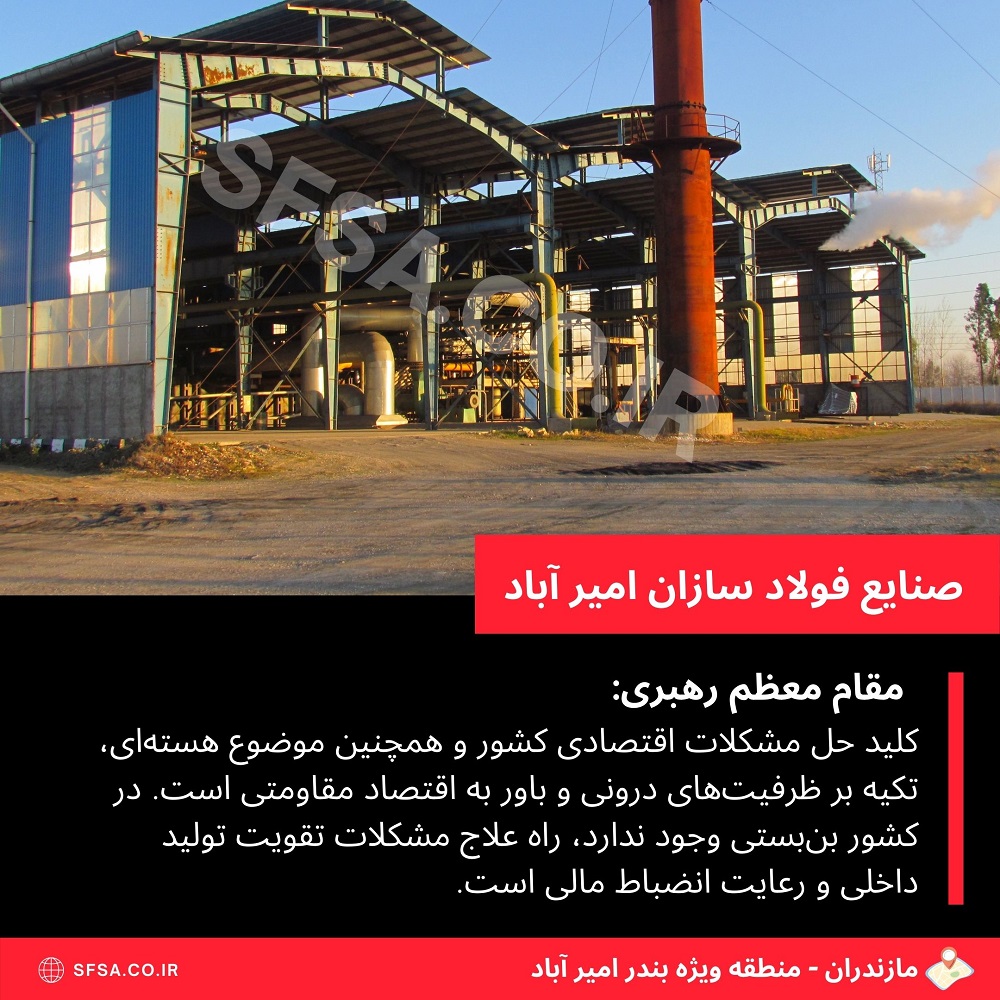 SFSA.CO.IR
صنایع فولاد سازان امیر آباد
مقام معظم رهبری:
کلید حل مشکلات اقتصادی کشور و همچنین موضوع هسته‌ای،
تکیه بر ظرفیت‌های درونی و باور به اقتصاد مقاومتی است. در
کشور بن‌بستی وجود ندارد، راه علاج مشکلات تقویت تولید
داخلی و رعایت انضباط مالی است.
مازندران - منطقه ویژه بندر امیر آباد
SFSA.CO.IR